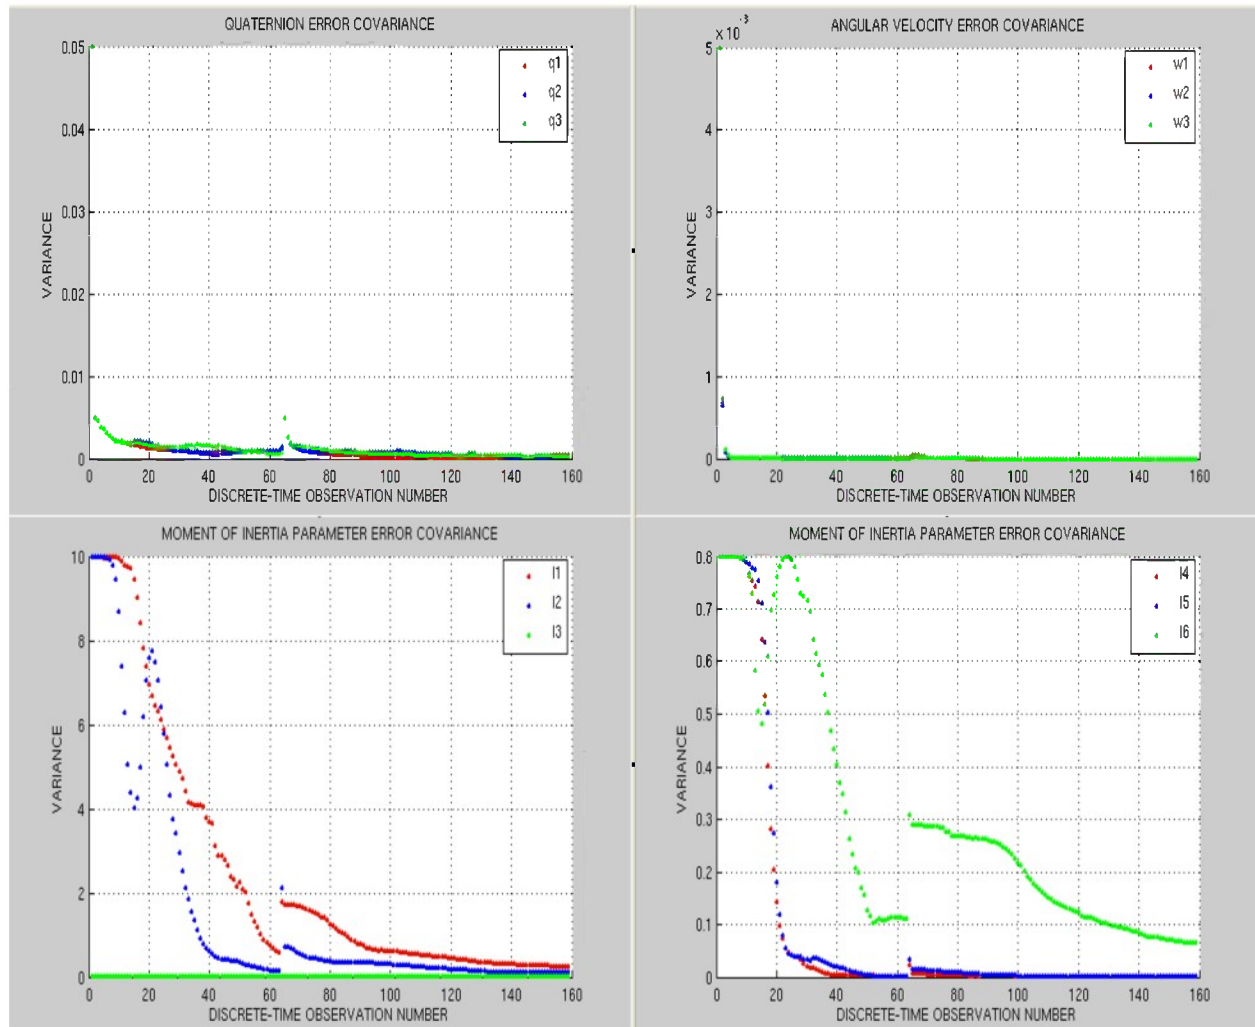 QUATERNION ERROR COVARIANCE
0.05
0.04
0.03
0.02
0.01
0
VARIANCE
q1
q2
q3
0 20 40 60 80 100 120 140 160
DISCRETE-TIME OBSERVATION NUMBER
ANGULAR VELOCITY ERROR COVARIANCE
× 10⁻³
5
4
3
2
1
0
VARIANCE
w1
w2
w3
0 20 40 60 80 100 120 140 160
DISCRETE-TIME OBSERVATION NUMBER
MOMENT OF INERTIA PARAMETER ERROR COVARIANCE
10
8
6
4
2
0
VARIANCE
I1
I2
I3
0 20 40 60 80 100 120 140 160
DISCRETE-TIME OBSERVATION NUMBER
MOMENT OF INERTIA PARAMETER ERROR COVARIANCE
0.8
0.7
0.6
0.5
0.4
0.3
0.2
0.1
0
VARIANCE
I4
I5
I6
0 20 40 60 80 100 120 140 160
DISCRETE-TIME OBSERVATION NUMBER